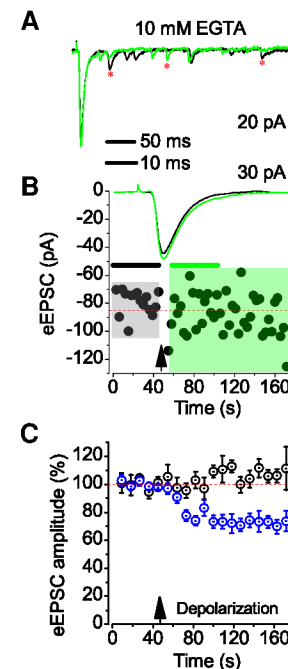 A
10 mM EGTA
* * *
20 pA
50 ms
10 ms
30 pA
B
0
-20
-40
-60
-80
-100
-120
eEPSC (pA)
0 40 80 120 160
Time (s)
C
120
100
80
60
40
20
0
eEPSC amplitude (%)
Depolarization
0 40 80 120 160
Time (s)